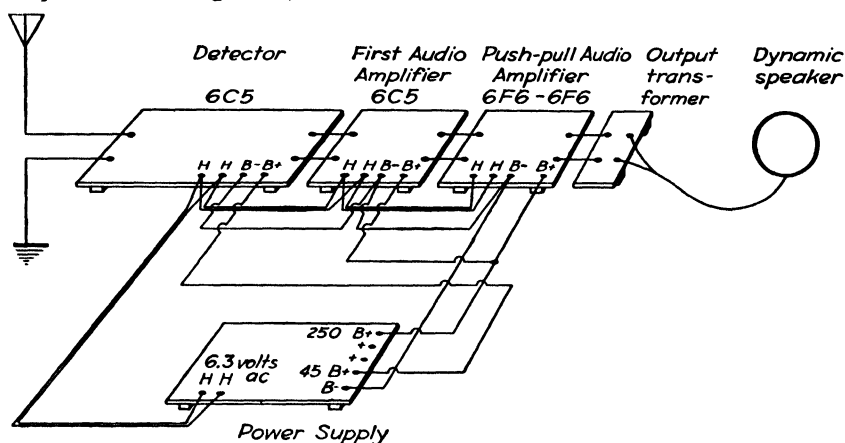 Detector
6C5
First Audio
Amplifier
6C5
Push-pull Audio
Amplifier
6F6-6F6
Output
trans-
former
Dynamic
speaker
H H B- B+
H H B- B+
H H B- B+
250 B+
+
+
45 B+
B-
6.3 volts
ac
H H
Power Supply